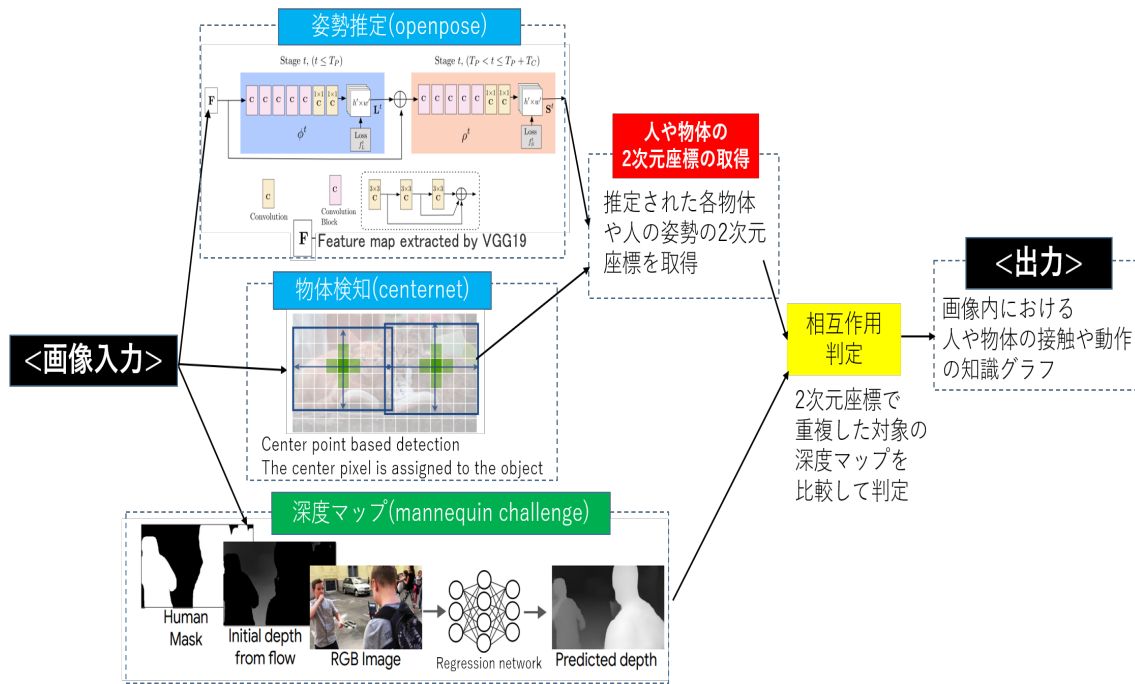 姿勢推定(openpose)
Stage t, (t ≤ T_P)
Stage t, (T_P < t ≤ T_P + T_C)
F
C
C
C
C
C
1×1
C
1×1
C
h'×w'
L^t
Loss
f_L^t
ϕ^t
C
C
C
C
C
1×1
C
1×1
C
h'×w'
S^t
Loss
f_S^t
ρ^t
C
Convolution
C
Convolution
Block
3×3
C
3×3
C
3×3
C
F
Feature map extracted by VGG19
物体検知(centernet)
Center point based detection
The center pixel is assigned to the object
<画像入力>
深度マップ(mannequin challenge)
Human
Mask
Initial depth
from flow
RGB Image
Regression network
Predicted depth
人や物体の
2次元座標の取得
推定された各物体
や人の姿勢の2次元
座標を取得
相互作用
判定
2次元座標で
重複した対象の
深度マップを
比較して判定
<出力>
画像内における
人や物体の接触や動作
の知識グラフ